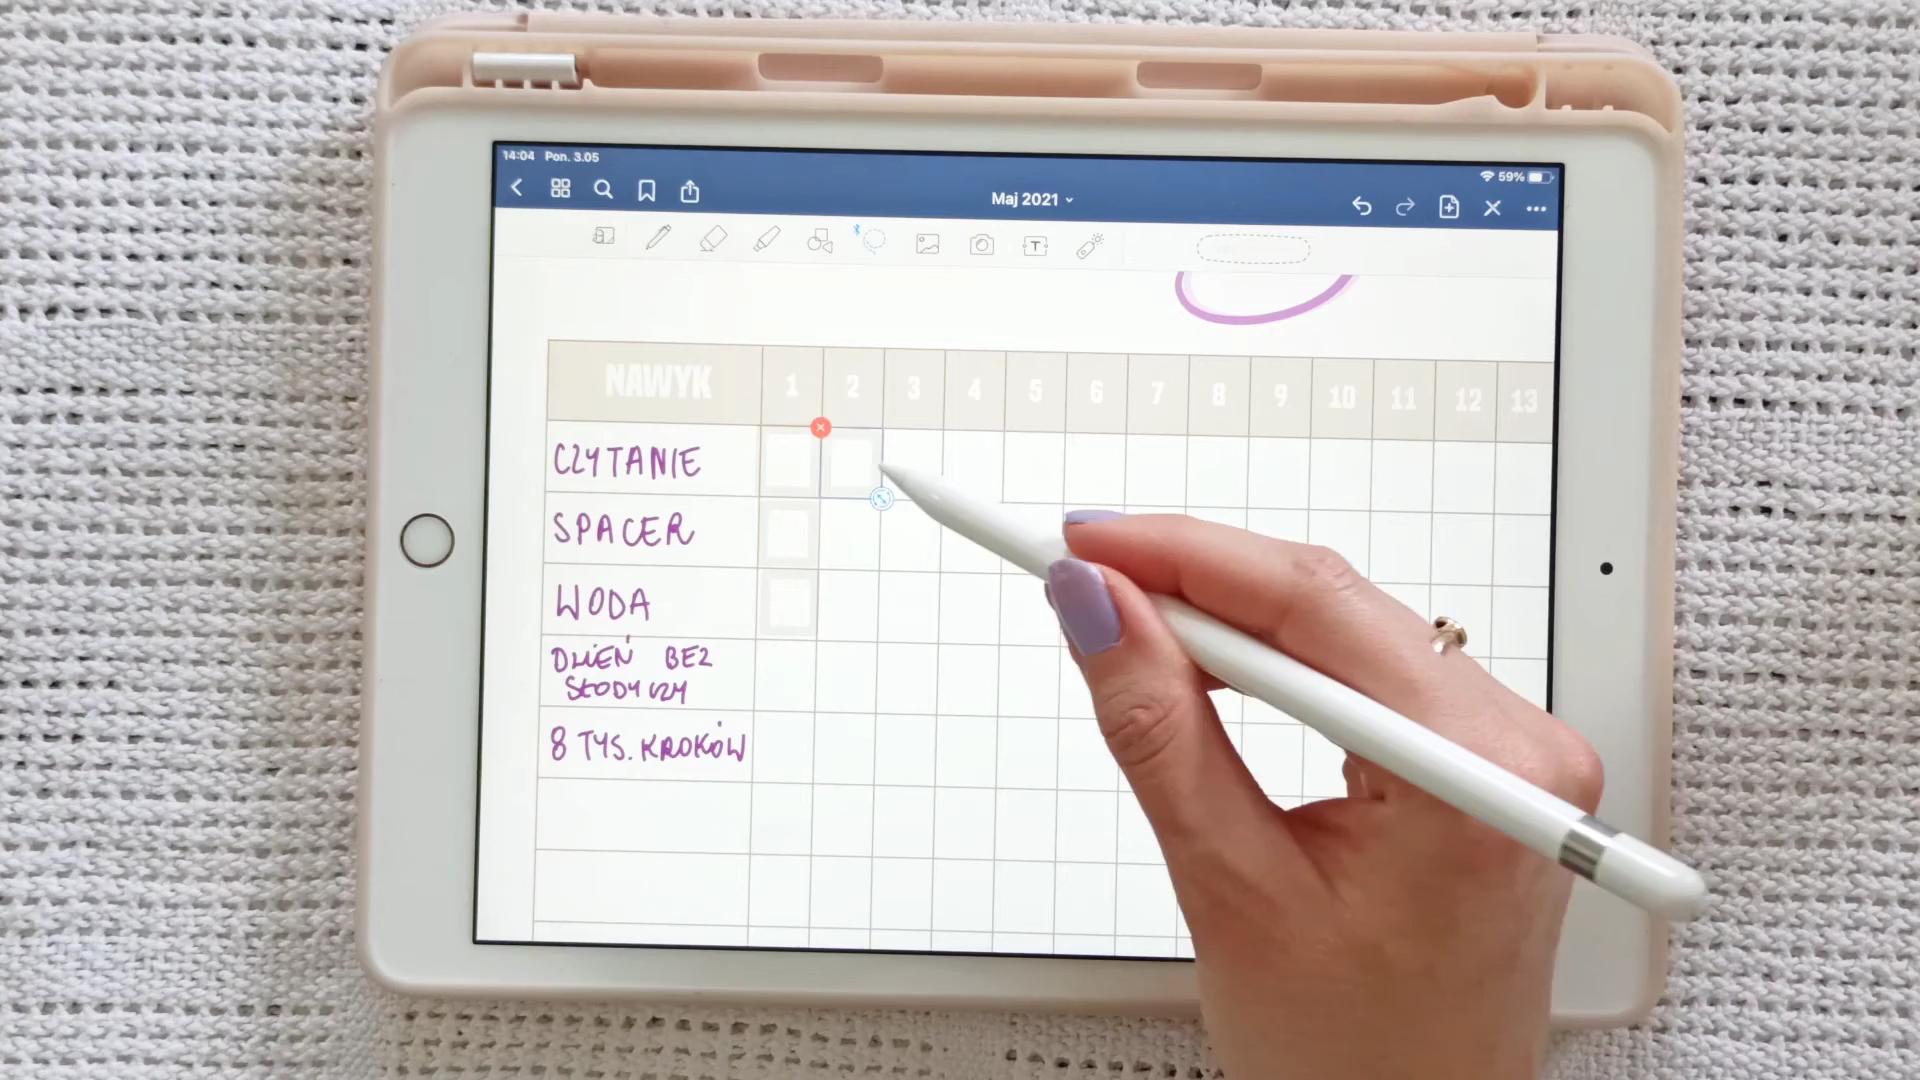 14:04 Pon. 3.05
59%
Maj 2021
T
NAWYK 1 2 3 4 5 6 7 8 9 10 11 12 13
CZYTANIE
SPACER
WODA
DZIEŃ BEZ
SŁODYCZY
8 TYS. KROKÓW